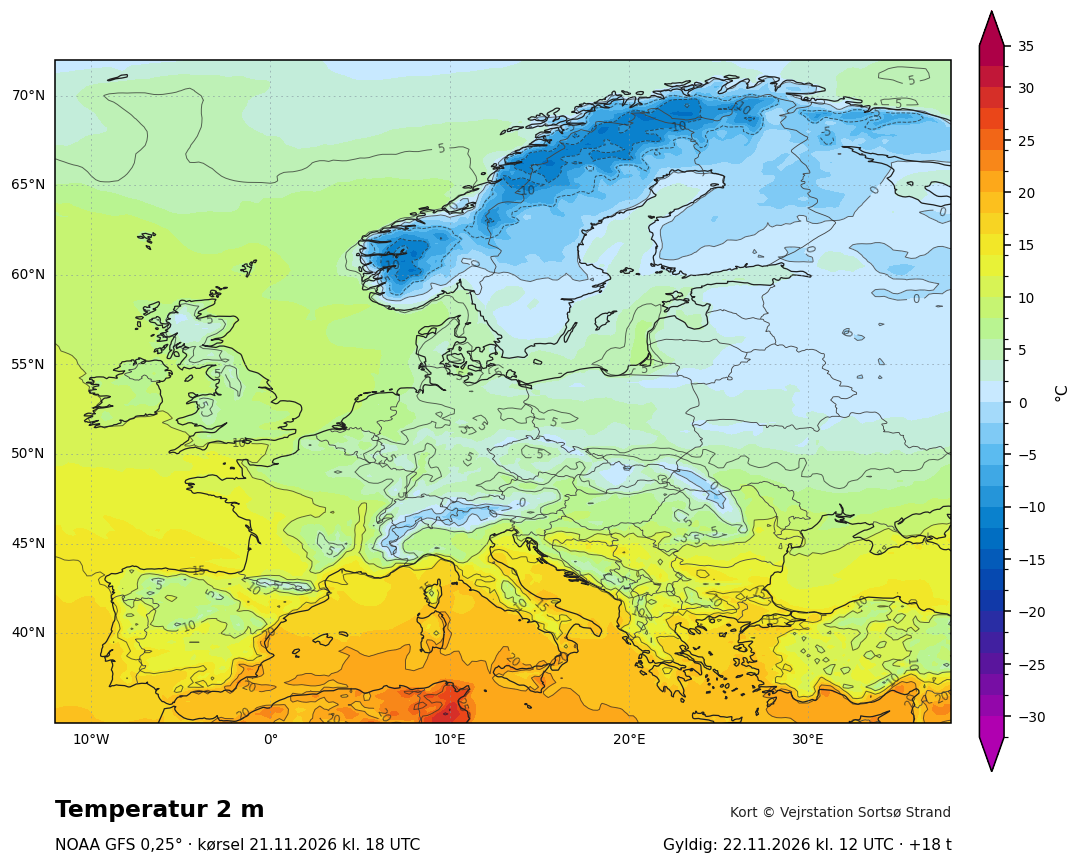 70°N
65°N
60°N
55°N
50°N
45°N
40°N
10°W
0°
10°E
20°E
30°E
35
30
25
20
15
10
5
0
−5
−10
−15
−20
−25
−30
°C
Temperatur 2 m
Kort © Vejrstation Sortsø Strand
NOAA GFS 0,25° · kørsel 21.11.2026 kl. 18 UTC
Gyldig: 22.11.2026 kl. 12 UTC · +18 t